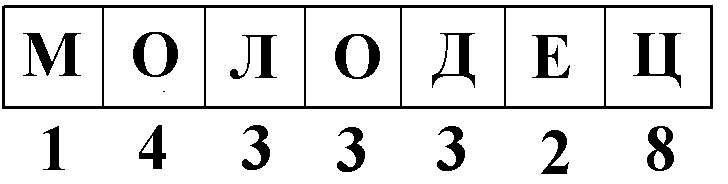 М О Л О Д Е Ц
1 4 3 3 3 2 8